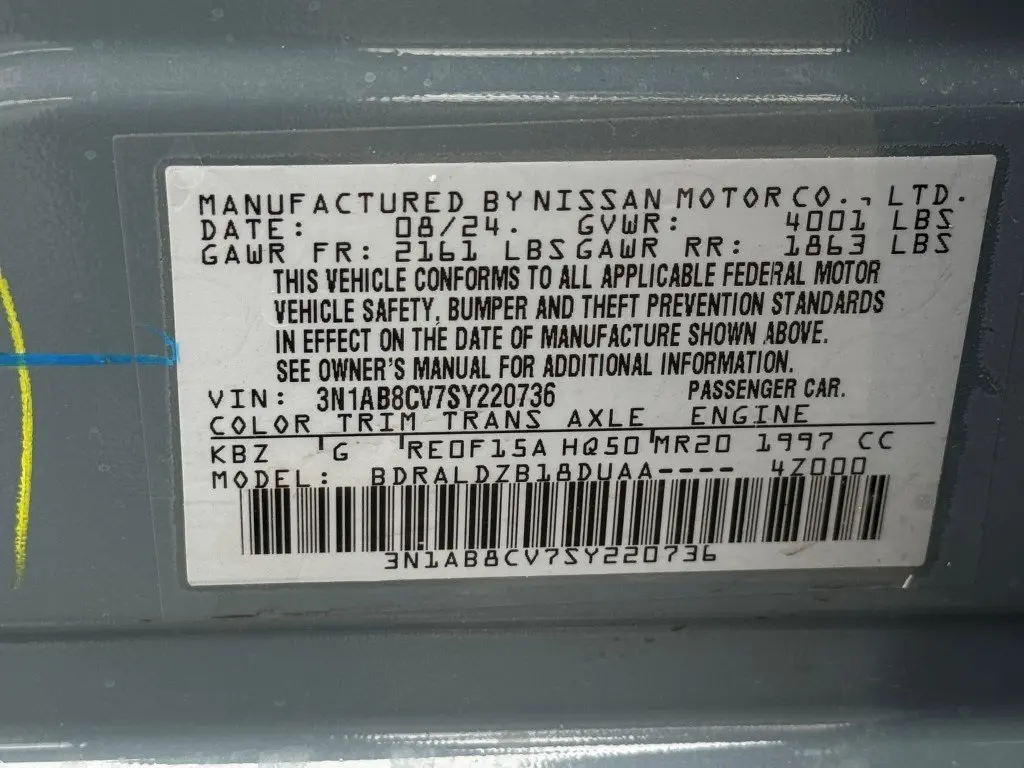 MANUFACTURED BY NISSAN MOTOR CO., LTD.
DATE: 08/24. GVWR: 4001 LBS
GAWR FR: 2161 LBS GAWR RR: 1863 LBS
THIS VEHICLE CONFORMS TO ALL APPLICABLE FEDERAL MOTOR
VEHICLE SAFETY, BUMPER AND THEFT PREVENTION STANDARDS
IN EFFECT ON THE DATE OF MANUFACTURE SHOWN ABOVE.
SEE OWNER'S MANUAL FOR ADDITIONAL INFORMATION.
VIN: 3N1AB8CV7SY220736 PASSENGER CAR.
COLOR TRIM TRANS AXLE ENGINE
KBZ G RE0F15A HQ50 MR20 1997 CC
MODEL: BDRALDZB18DUAA---- 4Z000
3N1AB8CV7SY220736